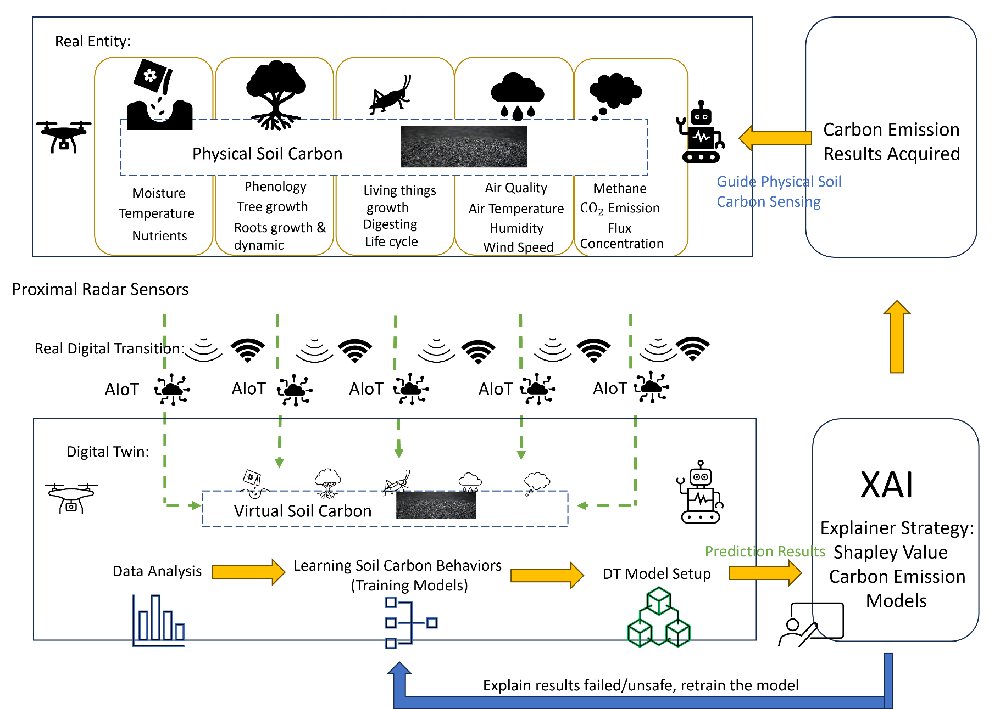 Real Entity:
Physical Soil Carbon
Moisture
Temperature
Nutrients
Phenology
Tree growth
Roots growth &
dynamic
Living things
growth
Digesting
Life cycle
Air Quality
Air Temperature
Humidity
Wind Speed
Methane
CO₂ Emission
Flux
Concentration
Carbon Emission
Results Acquired
Guide Physical Soil
Carbon Sensing
Proximal Radar Sensors
Real Digital Transition:
AIoT
AIoT
AIoT
AIoT
AIoT
Digital Twin:
Virtual Soil Carbon
Data Analysis
Learning Soil Carbon Behaviors
(Training Models)
DT Model Setup
Prediction Results
XAI
Explainer Strategy:
Shapley Value
Carbon Emission
Models
Explain results failed/unsafe, retrain the model